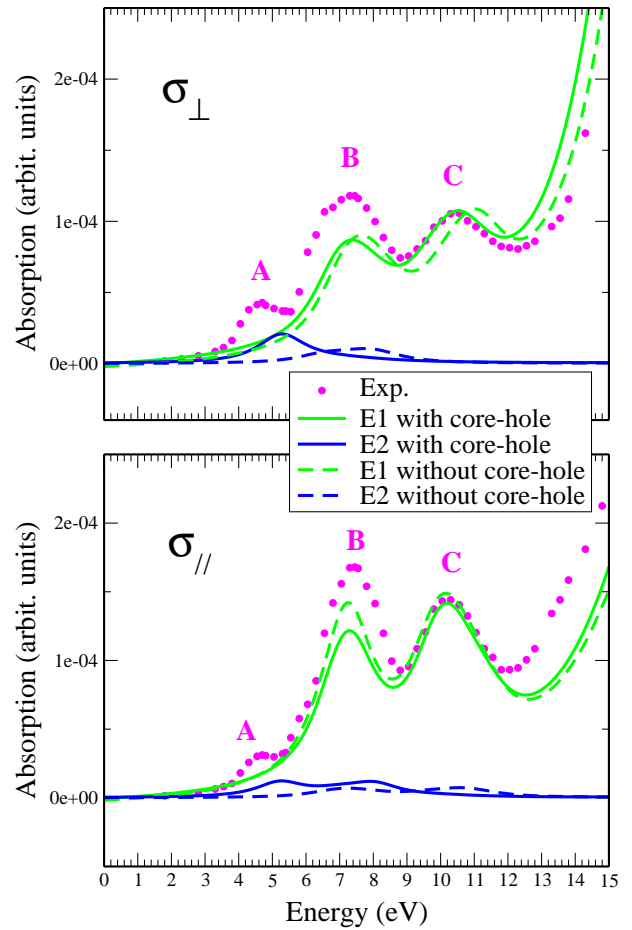 2e-04
σ⊥
B
C
1e-04
A
0e+00
Absorption (arbit. units)
Exp.
E1 with core-hole
E2 with core-hole
E1 without core-hole
E2 without core-hole
2e-04
σ//
B
C
1e-04
A
0e+00
Absorption (arbit. units)
0 1 2 3 4 5 6 7 8 9 10 11 12 13 14 15
Energy (eV)